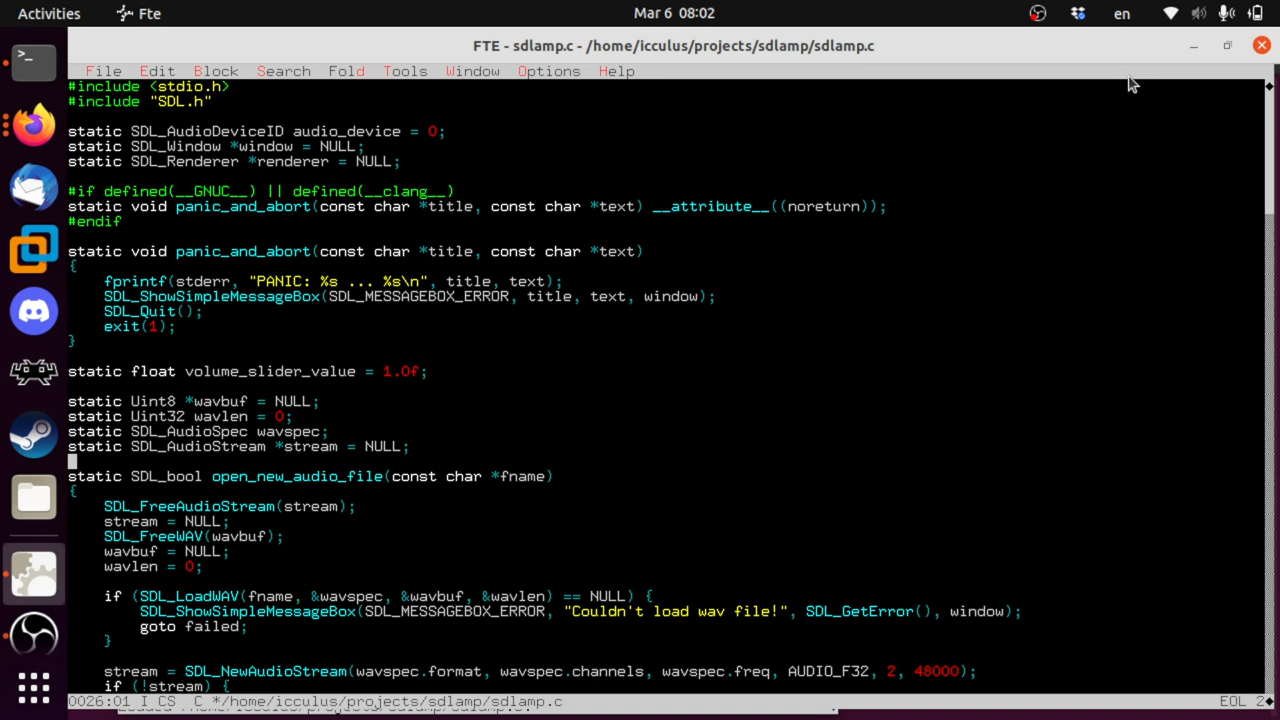 Activities Fte Mar 6 08:02 en
FTE - sdlamp.c - /home/icculus/projects/sdlamp/sdlamp.c
File Edit Block Search Fold Tools Window Options Help
#include <stdio.h>
#include "SDL.h"
static SDL_AudioDeviceID audio_device = 0;
static SDL_Window *window = NULL;
static SDL_Renderer *renderer = NULL;
#if defined(__GNUC__) || defined(__clang__)
static void panic_and_abort(const char *title, const char *text) __attribute__((noreturn));
#endif
static void panic_and_abort(const char *title, const char *text)
{
fprintf(stderr, "PANIC: %s ... %s\n", title, text);
SDL_ShowSimpleMessageBox(SDL_MESSAGEBOX_ERROR, title, text, window);
SDL_Quit();
exit(1);
}
static float volume_slider_value = 1.0f;
static Uint8 *wavbuf = NULL;
static Uint32 wavlen = 0;
static SDL_AudioSpec wavspec;
static SDL_AudioStream *stream = NULL;
static SDL_bool open_new_audio_file(const char *fname)
{
SDL_FreeAudioStream(stream);
stream = NULL;
SDL_FreeWAV(wavbuf);
wavbuf = NULL;
wavlen = 0;
if (SDL_LoadWAV(fname, &wavspec, &wavbuf, &wavlen) == NULL) {
SDL_ShowSimpleMessageBox(SDL_MESSAGEBOX_ERROR, "Couldn't load wav file!", SDL_GetError(), window);
goto failed;
}
stream = SDL_NewAudioStream(wavspec.format, wavspec.channels, wavspec.freq, AUDIO_F32, 2, 48000);
if (!stream) {
0026:01 I CS C */home/icculus/projects/sdlamp/sdlamp.c EOL 2